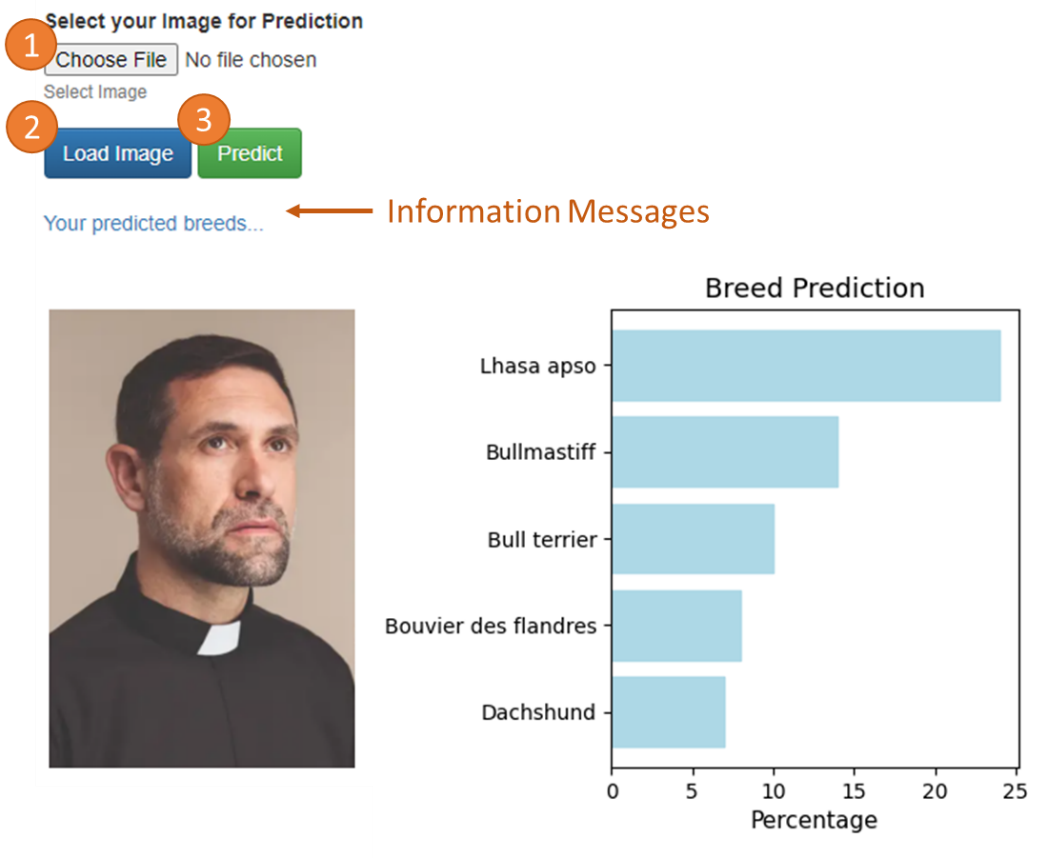 Select your Image for Prediction
1
Choose File No file chosen
Select Image
2
3
Load Image Predict
Your predicted breeds...
Information Messages
Breed Prediction
Lhasa apso
Bullmastiff
Bull terrier
Bouvier des flandres
Dachshund
0 5 10 15 20 25
Percentage